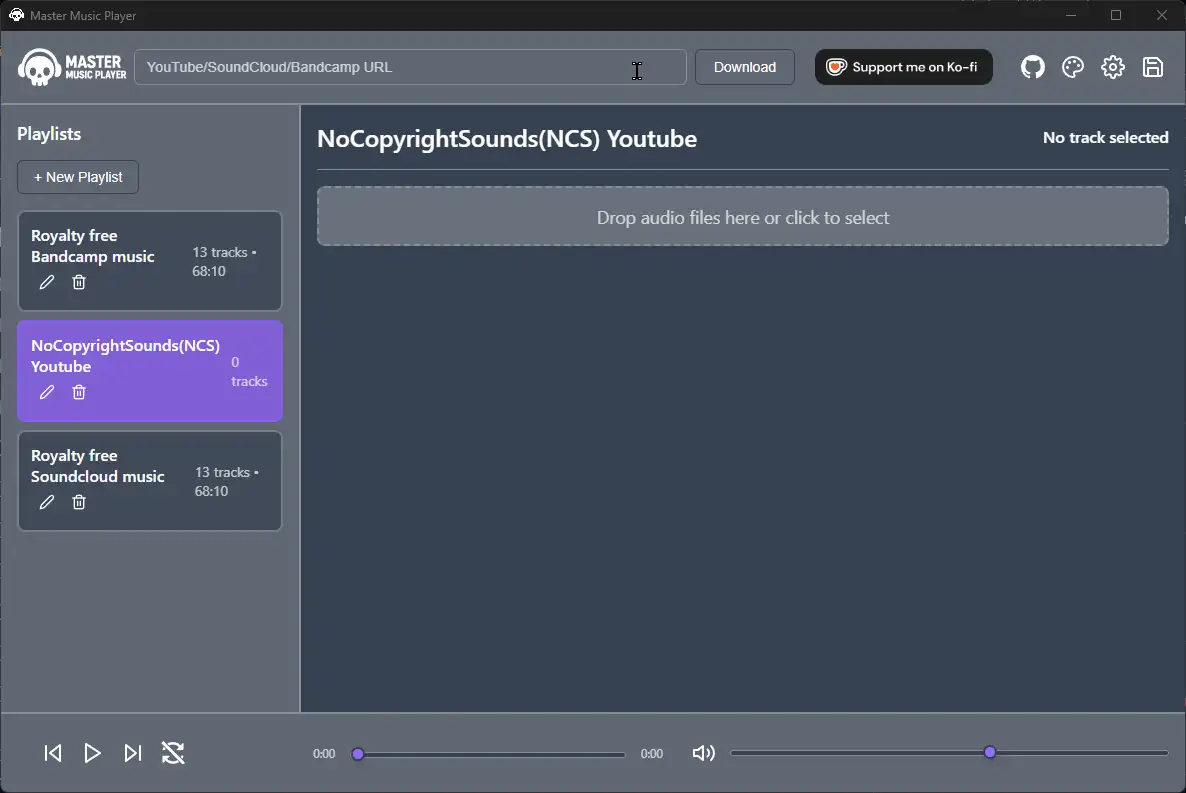 Master Music Player
MASTER
MUSIC PLAYER
YouTube/SoundCloud/Bandcamp URL
Download
Support me on Ko-fi
Playlists
+ New Playlist
Royalty free
Bandcamp music
13 tracks •
68:10
NoCopyrightSounds(NCS)
Youtube
0
tracks
Royalty free
Soundcloud music
13 tracks •
68:10
NoCopyrightSounds(NCS) Youtube
No track selected
Drop audio files here or click to select
0:00
0:00